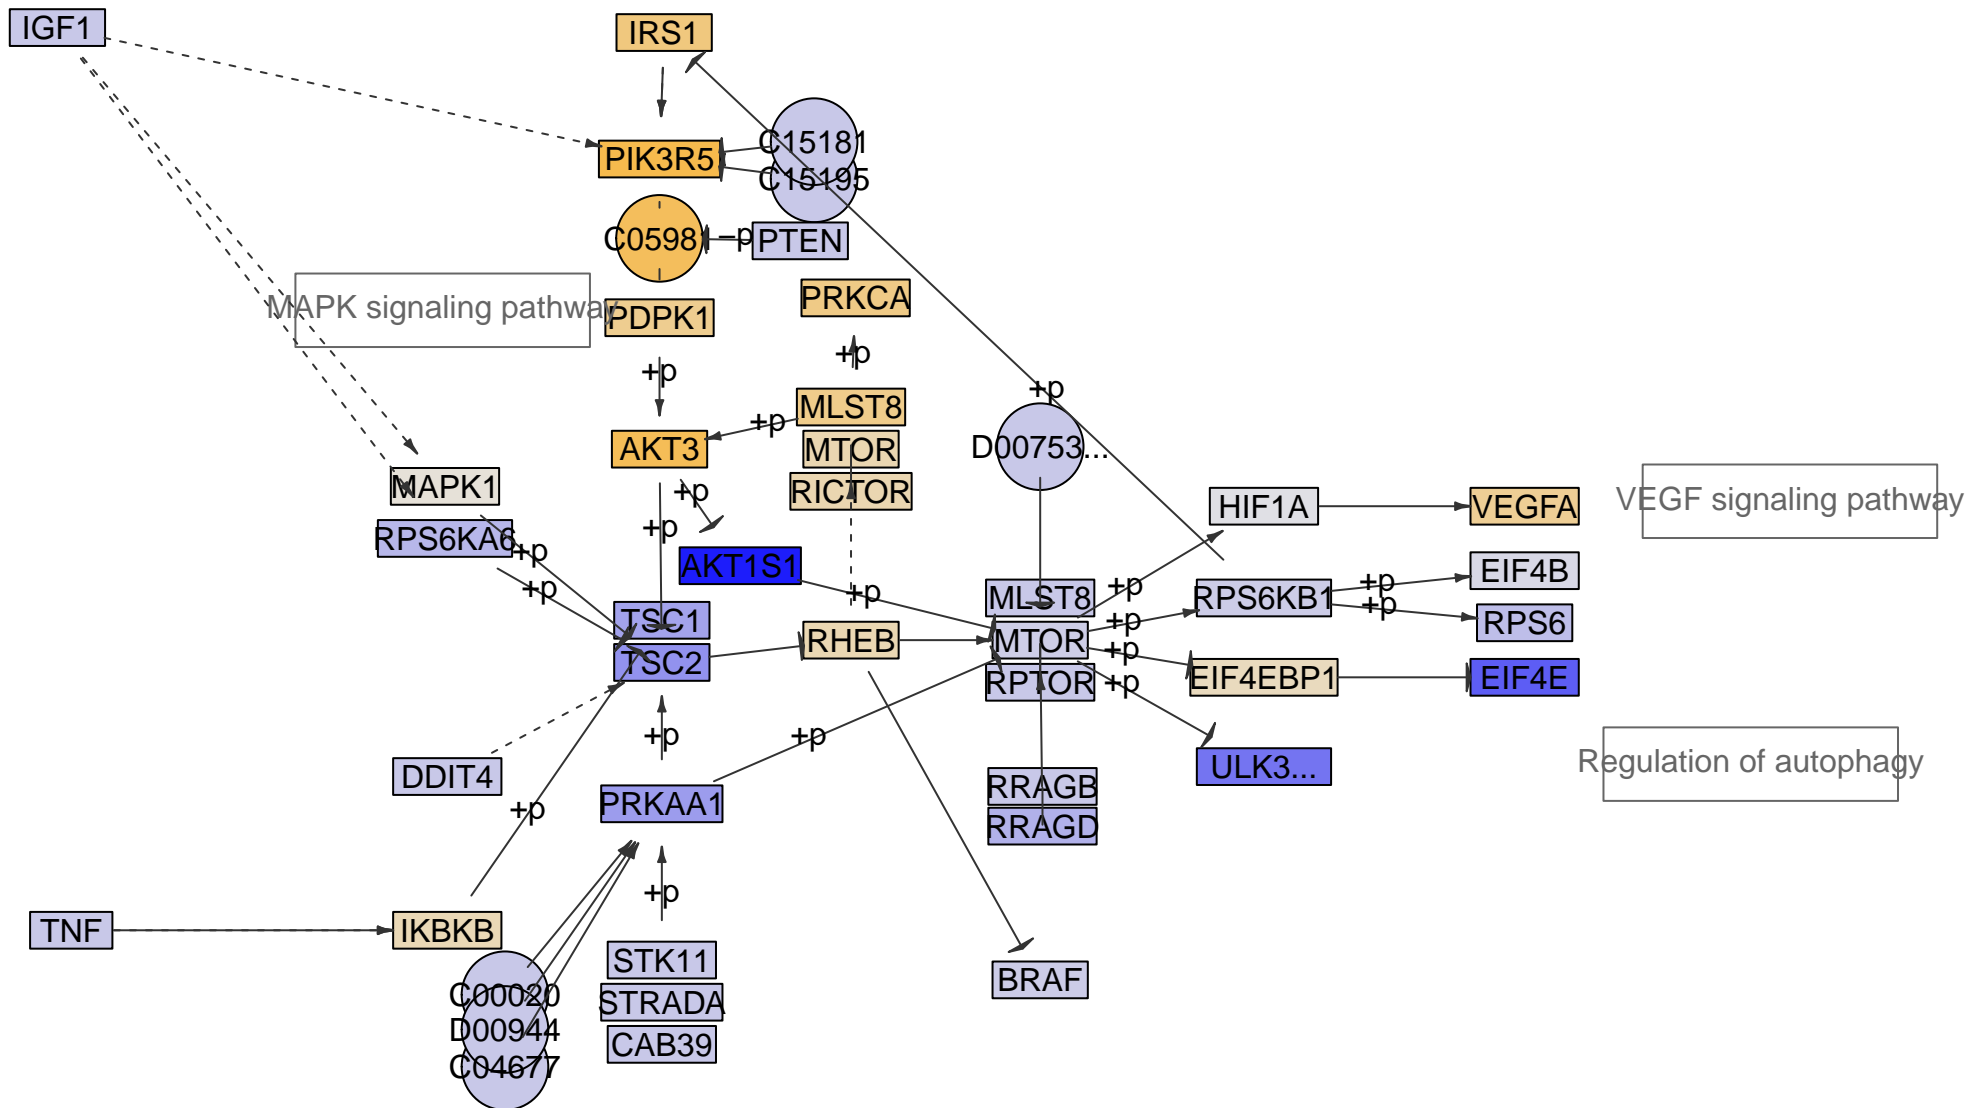 IGF1
IRS1
C15181
PIK3R5
C15195
C0598
-p
PTEN
MAPK signaling pathway
PRKCA
PDPK1
+p
+p
+p
MLST8
+p
AKT3
MTOR
D00753...
MAPK1
RICTOR
+p
HIF1A
VEGFA
VEGF signaling pathway
+p
RPS6KA6
+p
AKT1S1
EIF4B
+p
+p
+p
+p
MLST8
RPS6KB1
+p
TSC1
+p
RPS6
RHEB
MTOR
+p
TSC2
RPTOR
+p
EIF4EBP1
EIF4E
+p
+p
DDIT4
ULK3...
Regulation of autophagy
RRAGB
PRKAA1
+p
RRAGD
+p
TNF
IKBKB
STK11
BRAF
C00020
STRADA
D00944
CAB39
C04677